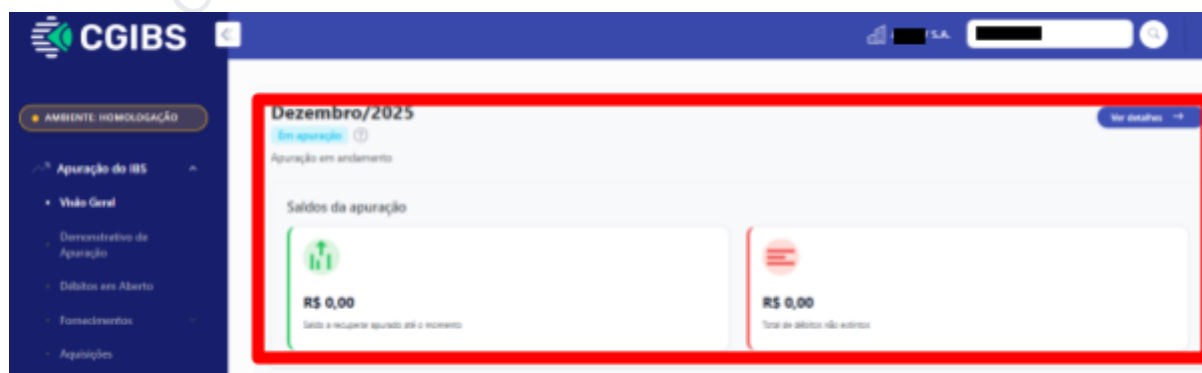 CGIBS
S.A.
AMBIENTE: HOMOLOGAÇÃO
Apuração do IBS
Visão Geral
Demonstrativo de
Apuração
Débitos em Aberto
Fornecimentos
Aquisições
Dezembro/2025
Ver detalhes →
Em apuração
Apuração em andamento
Saldos da apuração
R$ 0,00
Saldo a recuperar apurado até o momento
R$ 0,00
Total de débitos não extintos